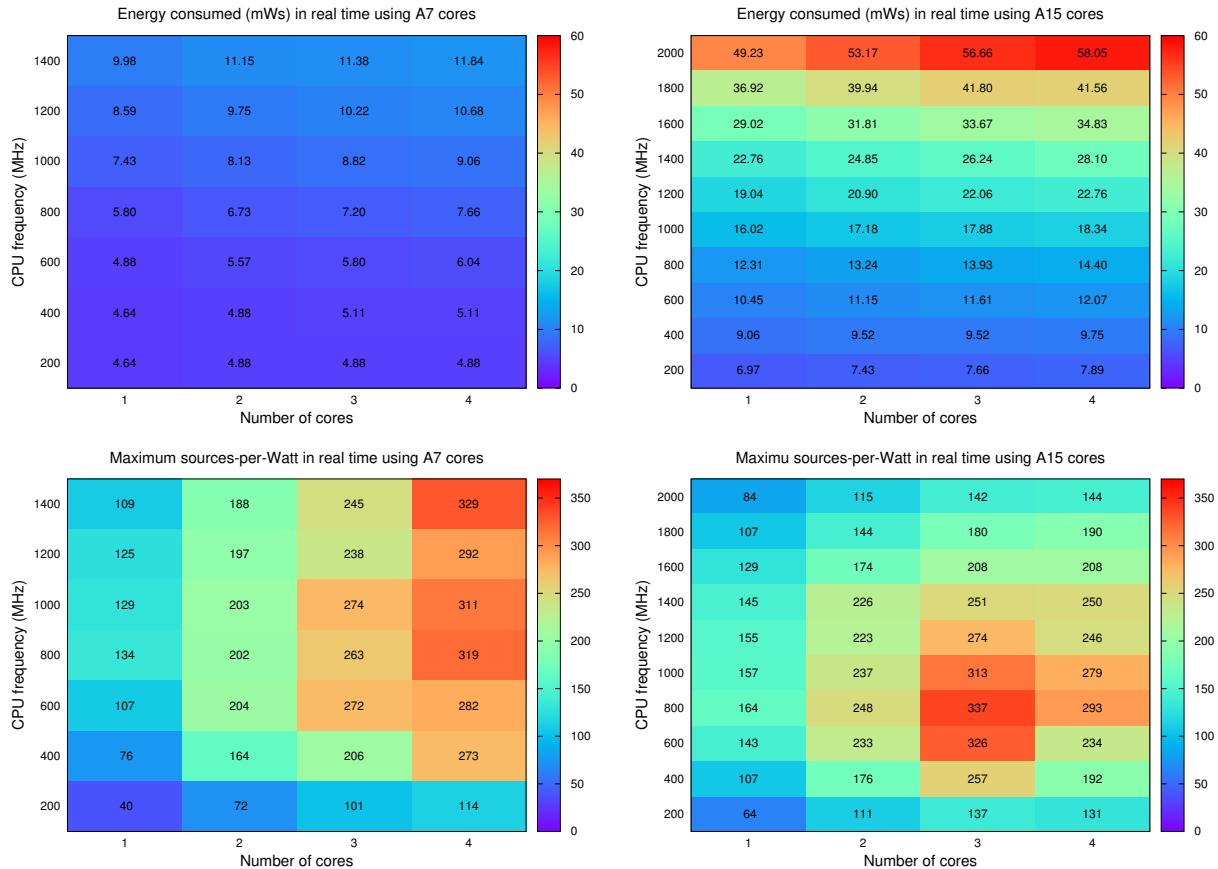 Energy consumed (mWs) in real time using A7 cores
CPU frequency (MHz)
1400 9.98 11.15 11.38 11.84
1200 8.59 9.75 10.22 10.68
1000 7.43 8.13 8.82 9.06
800 5.80 6.73 7.20 7.66
600 4.88 5.57 5.80 6.04
400 4.64 4.88 5.11 5.11
200 4.64 4.88 4.88 4.88
1 2 3 4
Number of cores
60
50
40
30
20
10
0
Energy consumed (mWs) in real time using A15 cores
CPU frequency (MHz)
2000 49.23 53.17 56.66 58.05
1800 36.92 39.94 41.80 41.56
1600 29.02 31.81 33.67 34.83
1400 22.76 24.85 26.24 28.10
1200 19.04 20.90 22.06 22.76
1000 16.02 17.18 17.88 18.34
800 12.31 13.24 13.93 14.40
600 10.45 11.15 11.61 12.07
400 9.06 9.52 9.52 9.75
200 6.97 7.43 7.66 7.89
1 2 3 4
Number of cores
60
50
40
30
20
10
0
Maximum sources-per-Watt in real time using A7 cores
CPU frequency (MHz)
1400 109 188 245 329
1200 125 197 238 292
1000 129 203 274 311
800 134 202 263 319
600 107 204 272 282
400 76 164 206 273
200 40 72 101 114
1 2 3 4
Number of cores
350
300
250
200
150
100
50
0
Maximu sources-per-Watt in real time using A15 cores
CPU frequency (MHz)
2000 84 115 142 144
1800 107 144 180 190
1600 129 174 208 208
1400 145 226 251 250
1200 155 223 274 246
1000 157 237 313 279
800 164 248 337 293
600 143 233 326 234
400 107 176 257 192
200 64 111 137 131
1 2 3 4
Number of cores
350
300
250
200
150
100
50
0